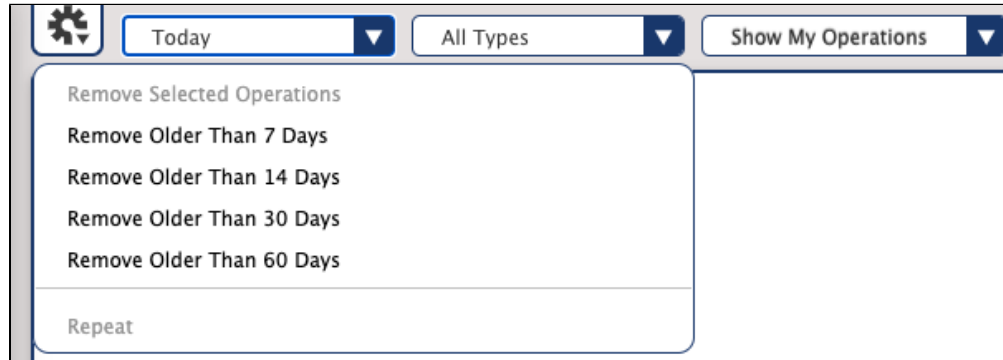 Today
All Types
Show My Operations
Remove Selected Operations
Remove Older Than 7 Days
Remove Older Than 14 Days
Remove Older Than 30 Days
Remove Older Than 60 Days
Repeat